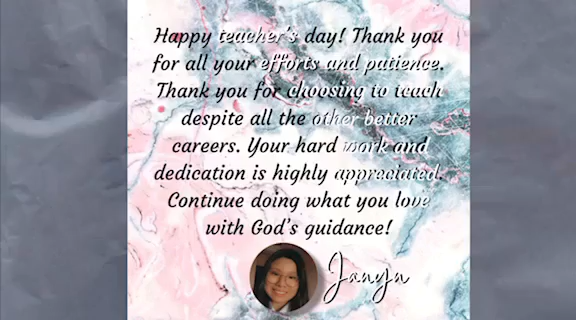 Happy teacher's day! Thank you
for all your efforts and patience.
Thank you for choosing to teach
despite all the other better
careers. Your hard work and
dedication is highly appreciated.
Continue doing what you love
with God's guidance!
Janyn